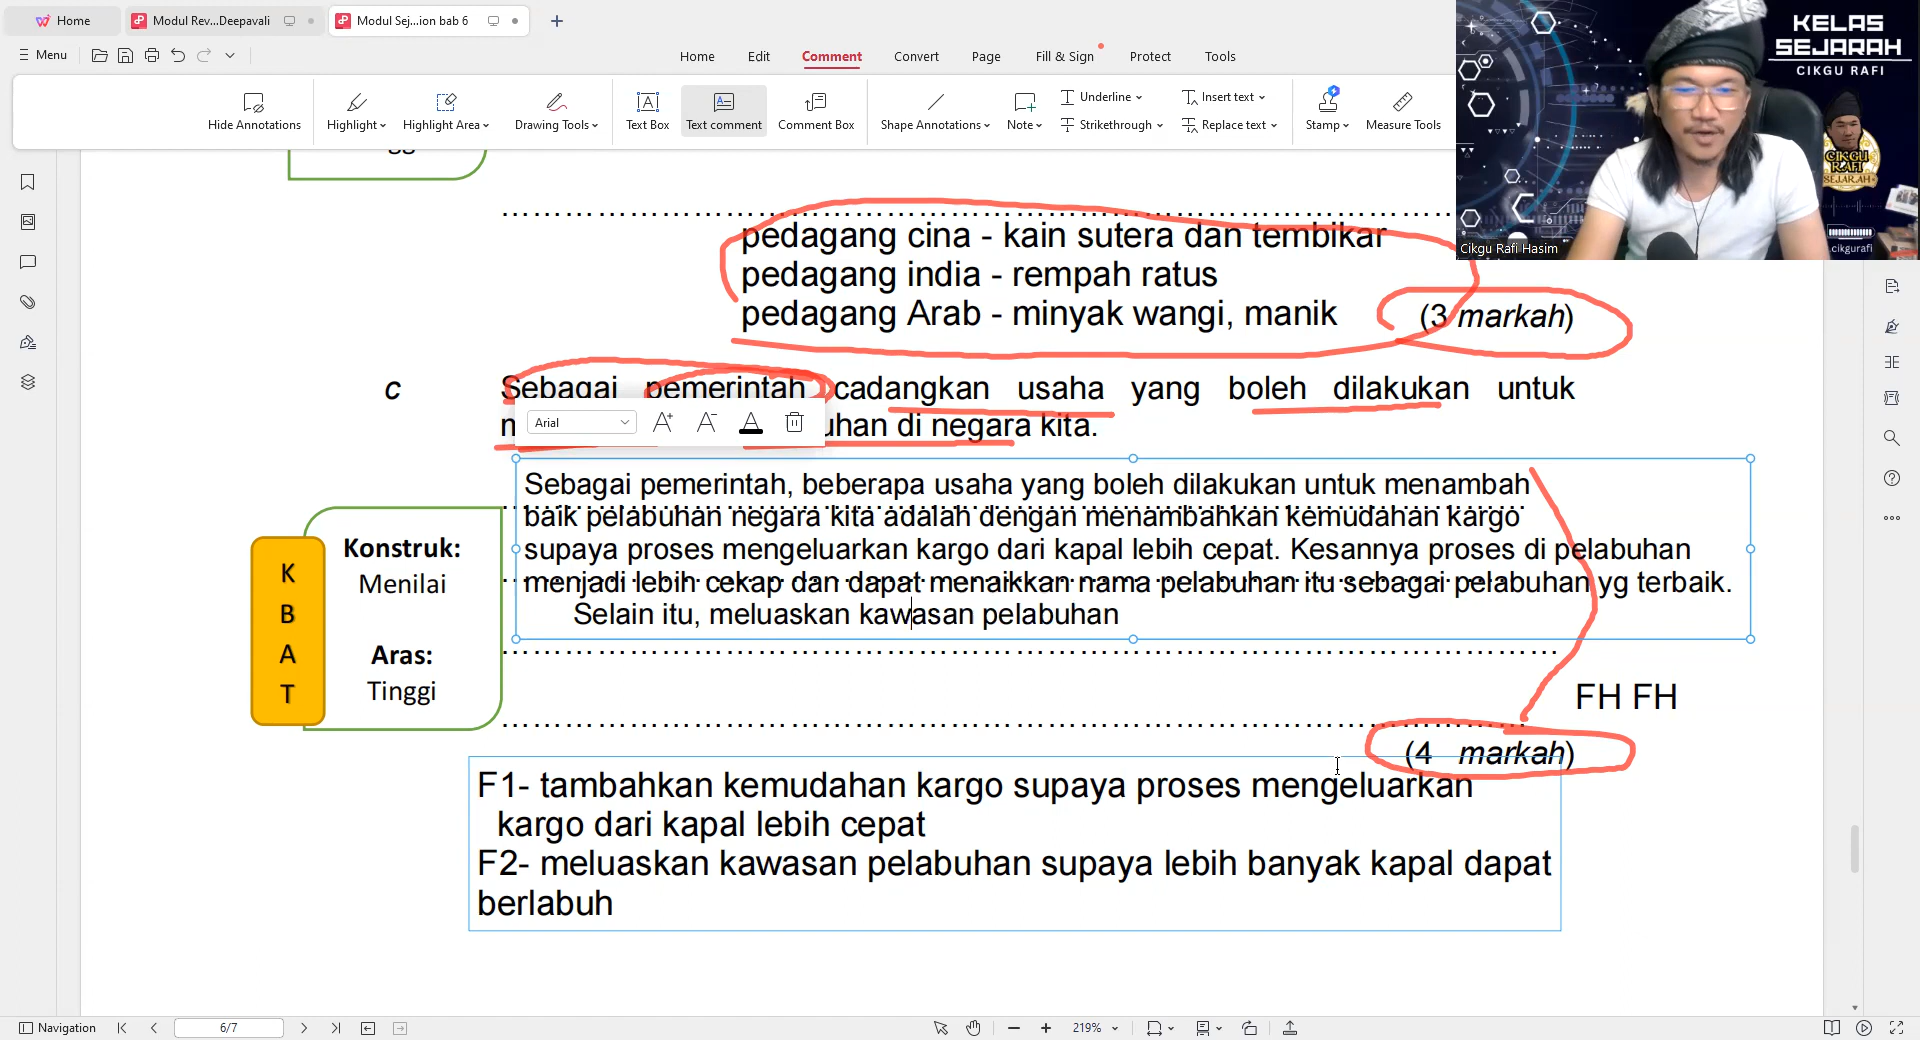 Home
Modul Rev...Deepavali
Modul Sej...ion bab 6
Menu
Home
Edit
Comment
Convert
Page
Fill & Sign
Protect
Tools
Hide Annotations
Highlight
Highlight Area
Drawing Tools
Text Box
Text comment
Comment Box
Shape Annotations
Note
Underline
Strikethrough
Insert text
Replace text
Stamp
Measure Tools
KELAS
SEJARAH
CIKGU RAFI
CIKGU
RAFI
SEJARAH
.cikgurafi
Cikgu Rafi Hasim
pedagang cina - kain sutera dan tembIkar
pedagang india - rempah ratus
pedagang Arab - minyak wangi, manik
(3 markah)
c
Sebagai pemerintah cadangkan usaha yang boleh dilakukan untuk
uhan di negara kita.
Arial
Sebagai pemerintah, beberapa usaha yang boleh dilakukan untuk menambah
baik pelabuhan negara kita adalah dengan menambahkan kemudahan kargo
supaya proses mengeluarkan kargo dari kapal lebih cepat. Kesannya proses di pelabuhan
menjadi lebih cekap dan dapat menaikkan nama pelabuhan itu sebagai pelabuhan yg terbaik.
Selain itu, meluaskan kawasan pelabuhan
K
B
A
T
Konstruk:
Menilai
Aras:
Tinggi
FH FH
(4 markah)
F1- tambahkan kemudahan kargo supaya proses mengeluarkan
kargo dari kapal lebih cepat
F2- meluaskan kawasan pelabuhan supaya lebih banyak kapal dapat
berlabuh
Navigation
6/7
219%